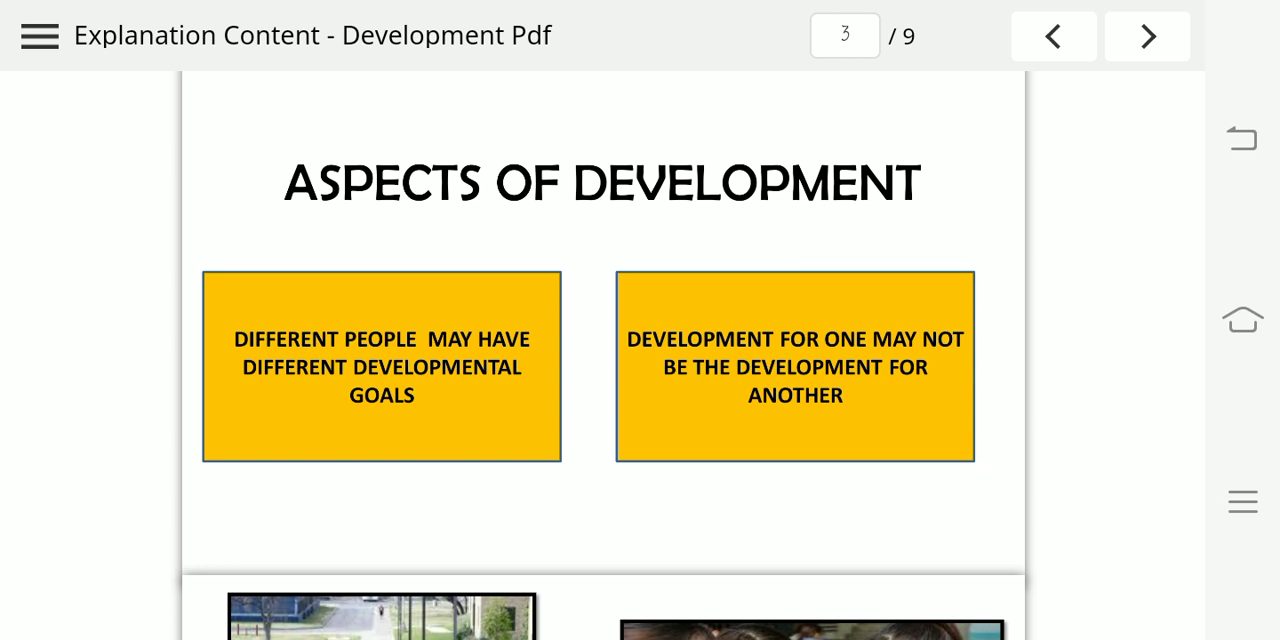 Explanation Content - Development Pdf
3 / 9
ASPECTS OF DEVELOPMENT
DIFFERENT PEOPLE MAY HAVE
DIFFERENT DEVELOPMENTAL
GOALS
DEVELOPMENT FOR ONE MAY NOT
BE THE DEVELOPMENT FOR
ANOTHER